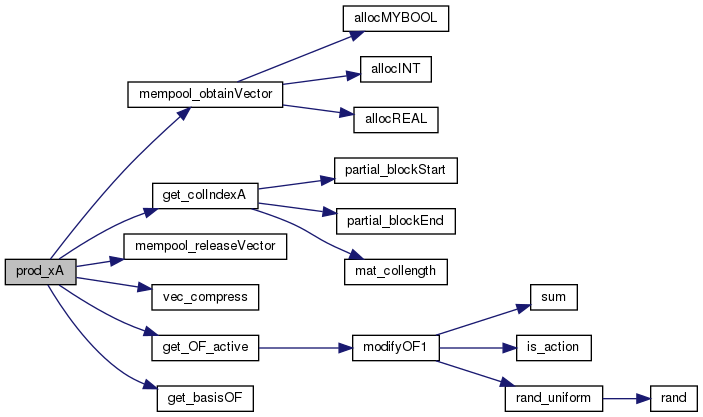 allocMYBOOL
allocINT
mempool_obtainVector
allocREAL
partial_blockStart
get_colIndexA
partial_blockEnd
mempool_releaseVector
prod_xA
mat_collength
vec_compress
sum
get_OF_active
modifyOF1
is_action
get_basisOF
rand_uniform
rand